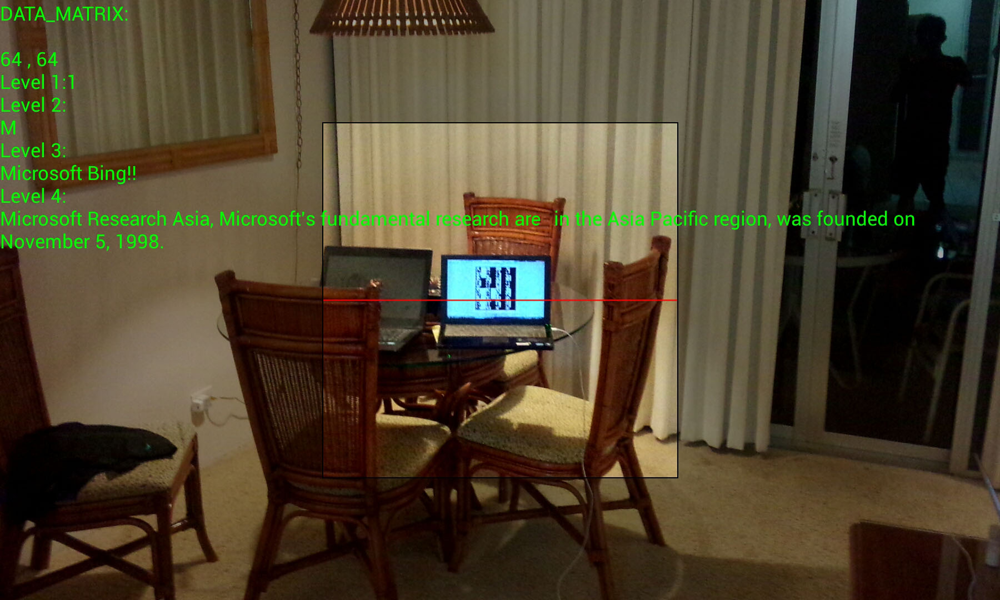 DATA_MATRIX:
64 , 64
Level 1:1
Level 2:
M
Level 3:
Microsoft Bing!!
Level 4:
Microsoft Research Asia, Microsoft's fundamental research are  in the Asia Pacific region, was founded on
November 5, 1998.